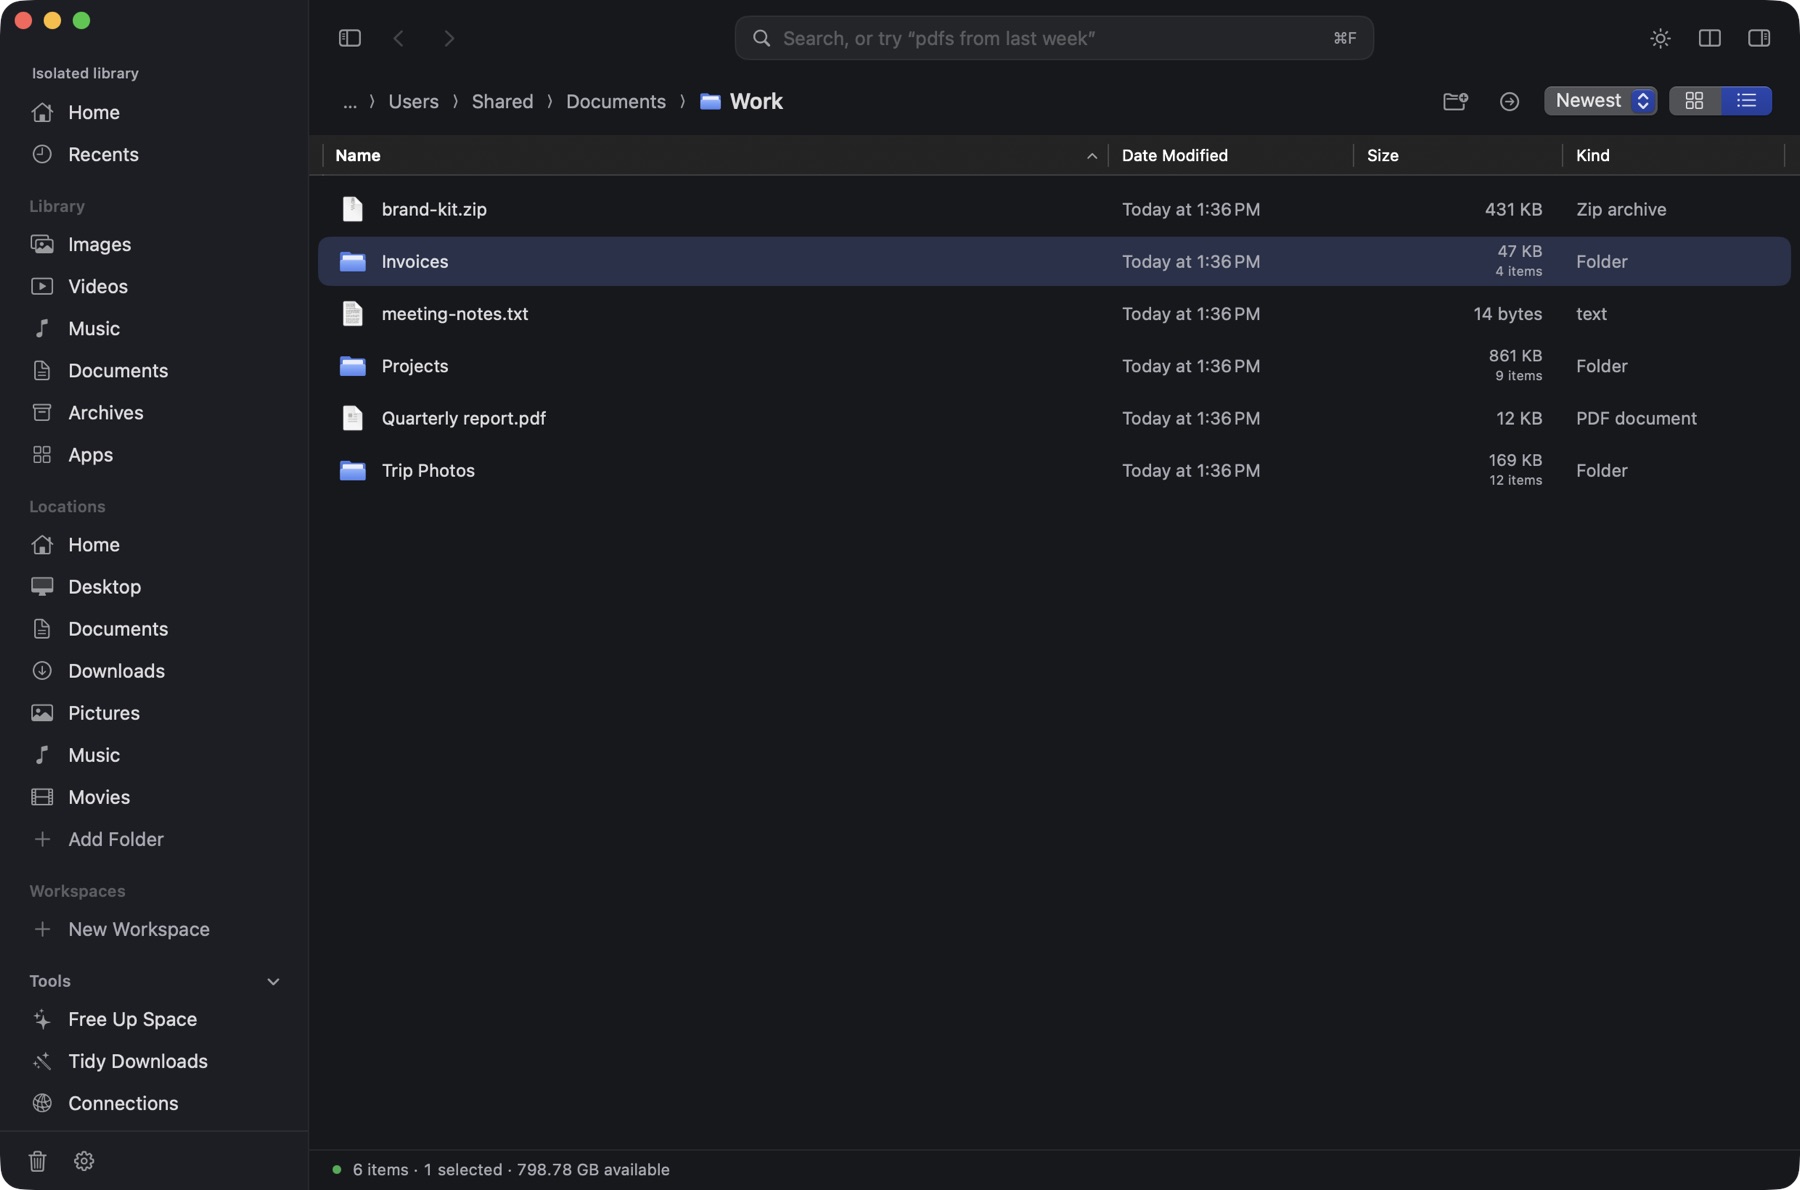 Isolated library
Home
Recents
Library
Images
Videos
Music
Documents
Archives
Apps
Locations
Home
Desktop
Documents
Downloads
Pictures
Music
Movies
Add Folder
Workspaces
New Workspace
Tools
Free Up Space
Tidy Downloads
Connections
Search, or try “pdfs from last week” ⌘F
... › Users › Shared › Documents › Work
Newest
Name Date Modified Size Kind
brand-kit.zip Today at 1:36 PM 431 KB Zip archive
Invoices Today at 1:36 PM 47 KB 4 items Folder
meeting-notes.txt Today at 1:36 PM 14 bytes text
Projects Today at 1:36 PM 861 KB 9 items Folder
Quarterly report.pdf Today at 1:36 PM 12 KB PDF document
Trip Photos Today at 1:36 PM 169 KB 12 items Folder
6 items · 1 selected · 798.78 GB available